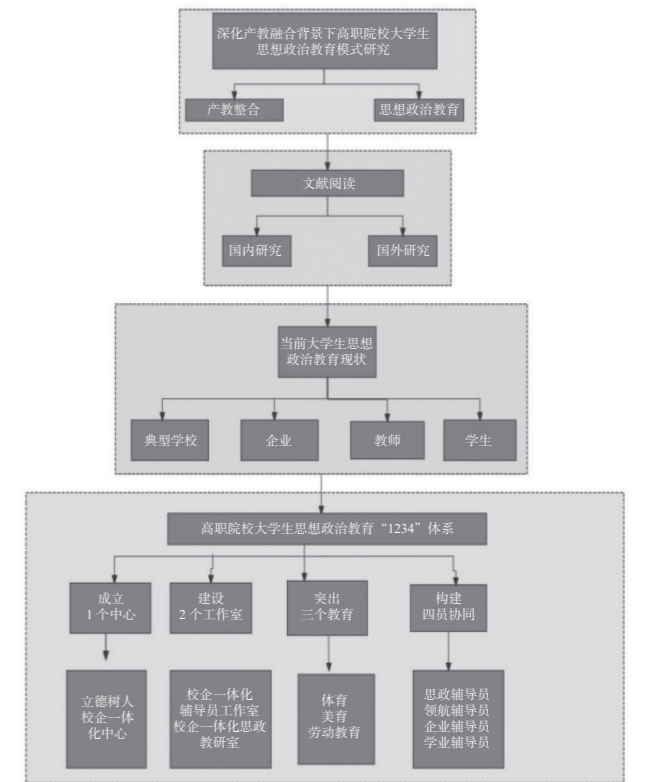 深化产教融合背景下高职院校大学生
思想政治教育模式研究
产教整合
思想政治教育
文献阅读
国内研究
国外研究
当前大学生思想
政治教育现状
典型学校
企业
教师
学生
高职院校大学生思想政治教育“1234”体系
成立
1 个中心
建设
2 个工作室
突出
三个教育
构建
四员协同
立德树人
校企一体
化中心
校企一体化
辅导员工作室
校企一体化思政
教研室
体育
美育
劳动教育
思政辅导员
领航辅导员
企业辅导员
学业辅导员